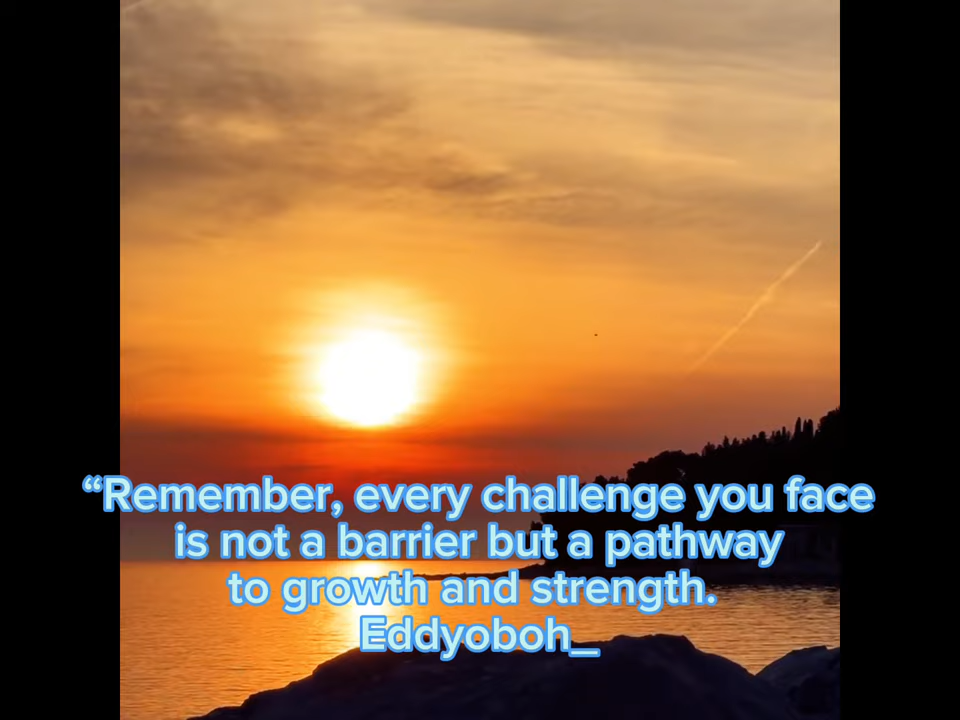 “Remember, every challenge you face
is not a barrier but a pathway
to growth and strength.
Eddyoboh_